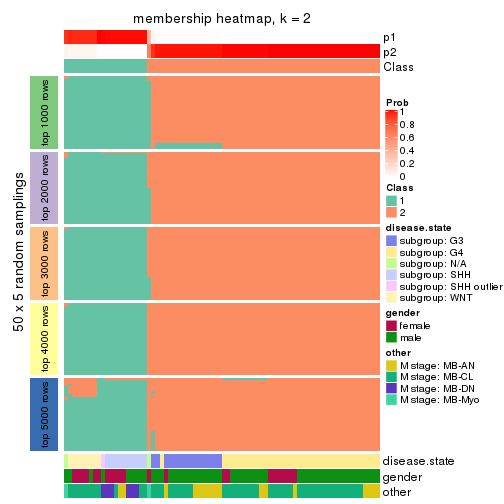 membership heatmap, k = 2
p1
p2
Class
50 x 5 random samplings
top 1000 rows
top 2000 rows
top 3000 rows
top 4000 rows
top 5000 rows
Prob
1
0.8
0.6
0.4
0.2
0
Class
1
2
disease.state
subgroup: G3
subgroup: G4
subgroup: N/A
subgroup: SHH
subgroup: SHH outlier
subgroup: WNT
gender
female
male
other
M stage: MB-AN
M stage: MB-CL
M stage: MB-DN
M stage: MB-Myo
disease.state
gender
other